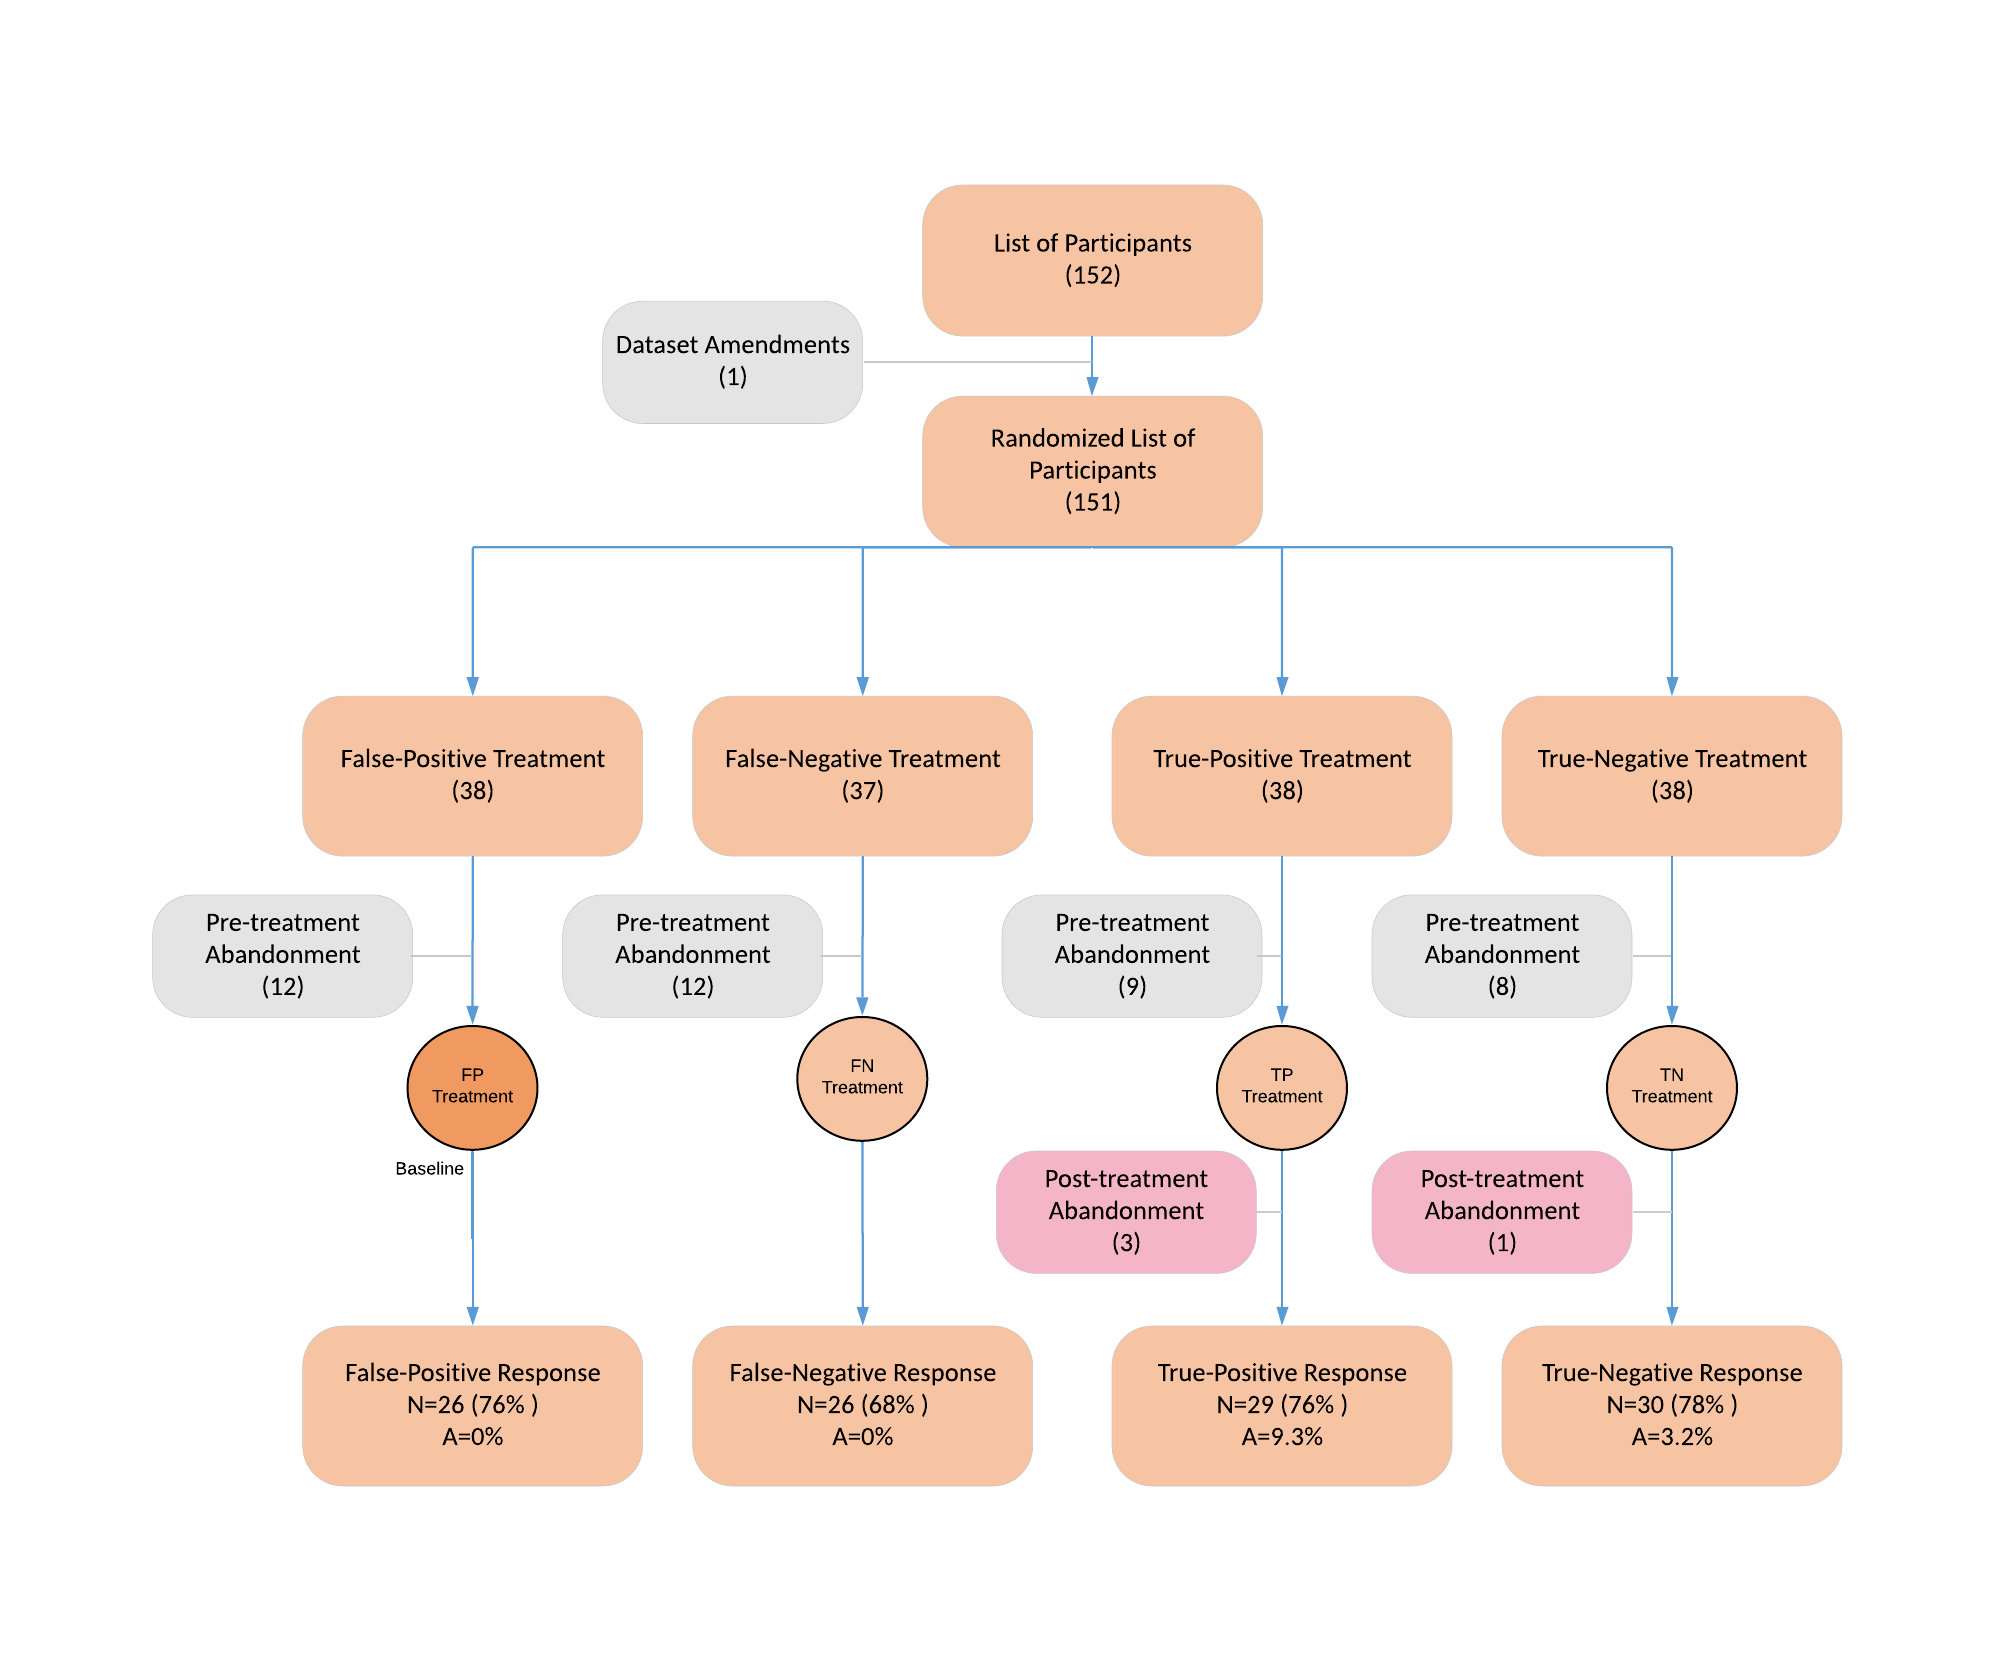 List of Participants
(152)
Dataset Amendments
(1)
Randomized List of
Participants
(151)
False-Positive Treatment
(38)
False-Negative Treatment
(37)
True-Positive Treatment
(38)
True-Negative Treatment
(38)
Pre-treatment
Abandonment
(12)
Pre-treatment
Abandonment
(12)
Pre-treatment
Abandonment
(9)
Pre-treatment
Abandonment
(8)
FP
Treatment
FN
Treatment
TP
Treatment
TN
Treatment
Baseline
Post-treatment
Abandonment
(3)
Post-treatment
Abandonment
(1)
False-Positive Response
N=26 (76% )
A=0%
False-Negative Response
N=26 (68% )
A=0%
True-Positive Response
N=29 (76% )
A=9.3%
True-Negative Response
N=30 (78% )
A=3.2%